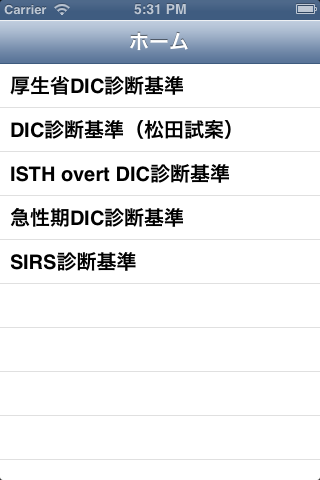 Carrier 5:31 PM
ホーム
厚生省DIC診断基準
DIC診断基準（松田試案）
ISTH overt DIC診断基準
急性期DIC診断基準
SIRS診断基準